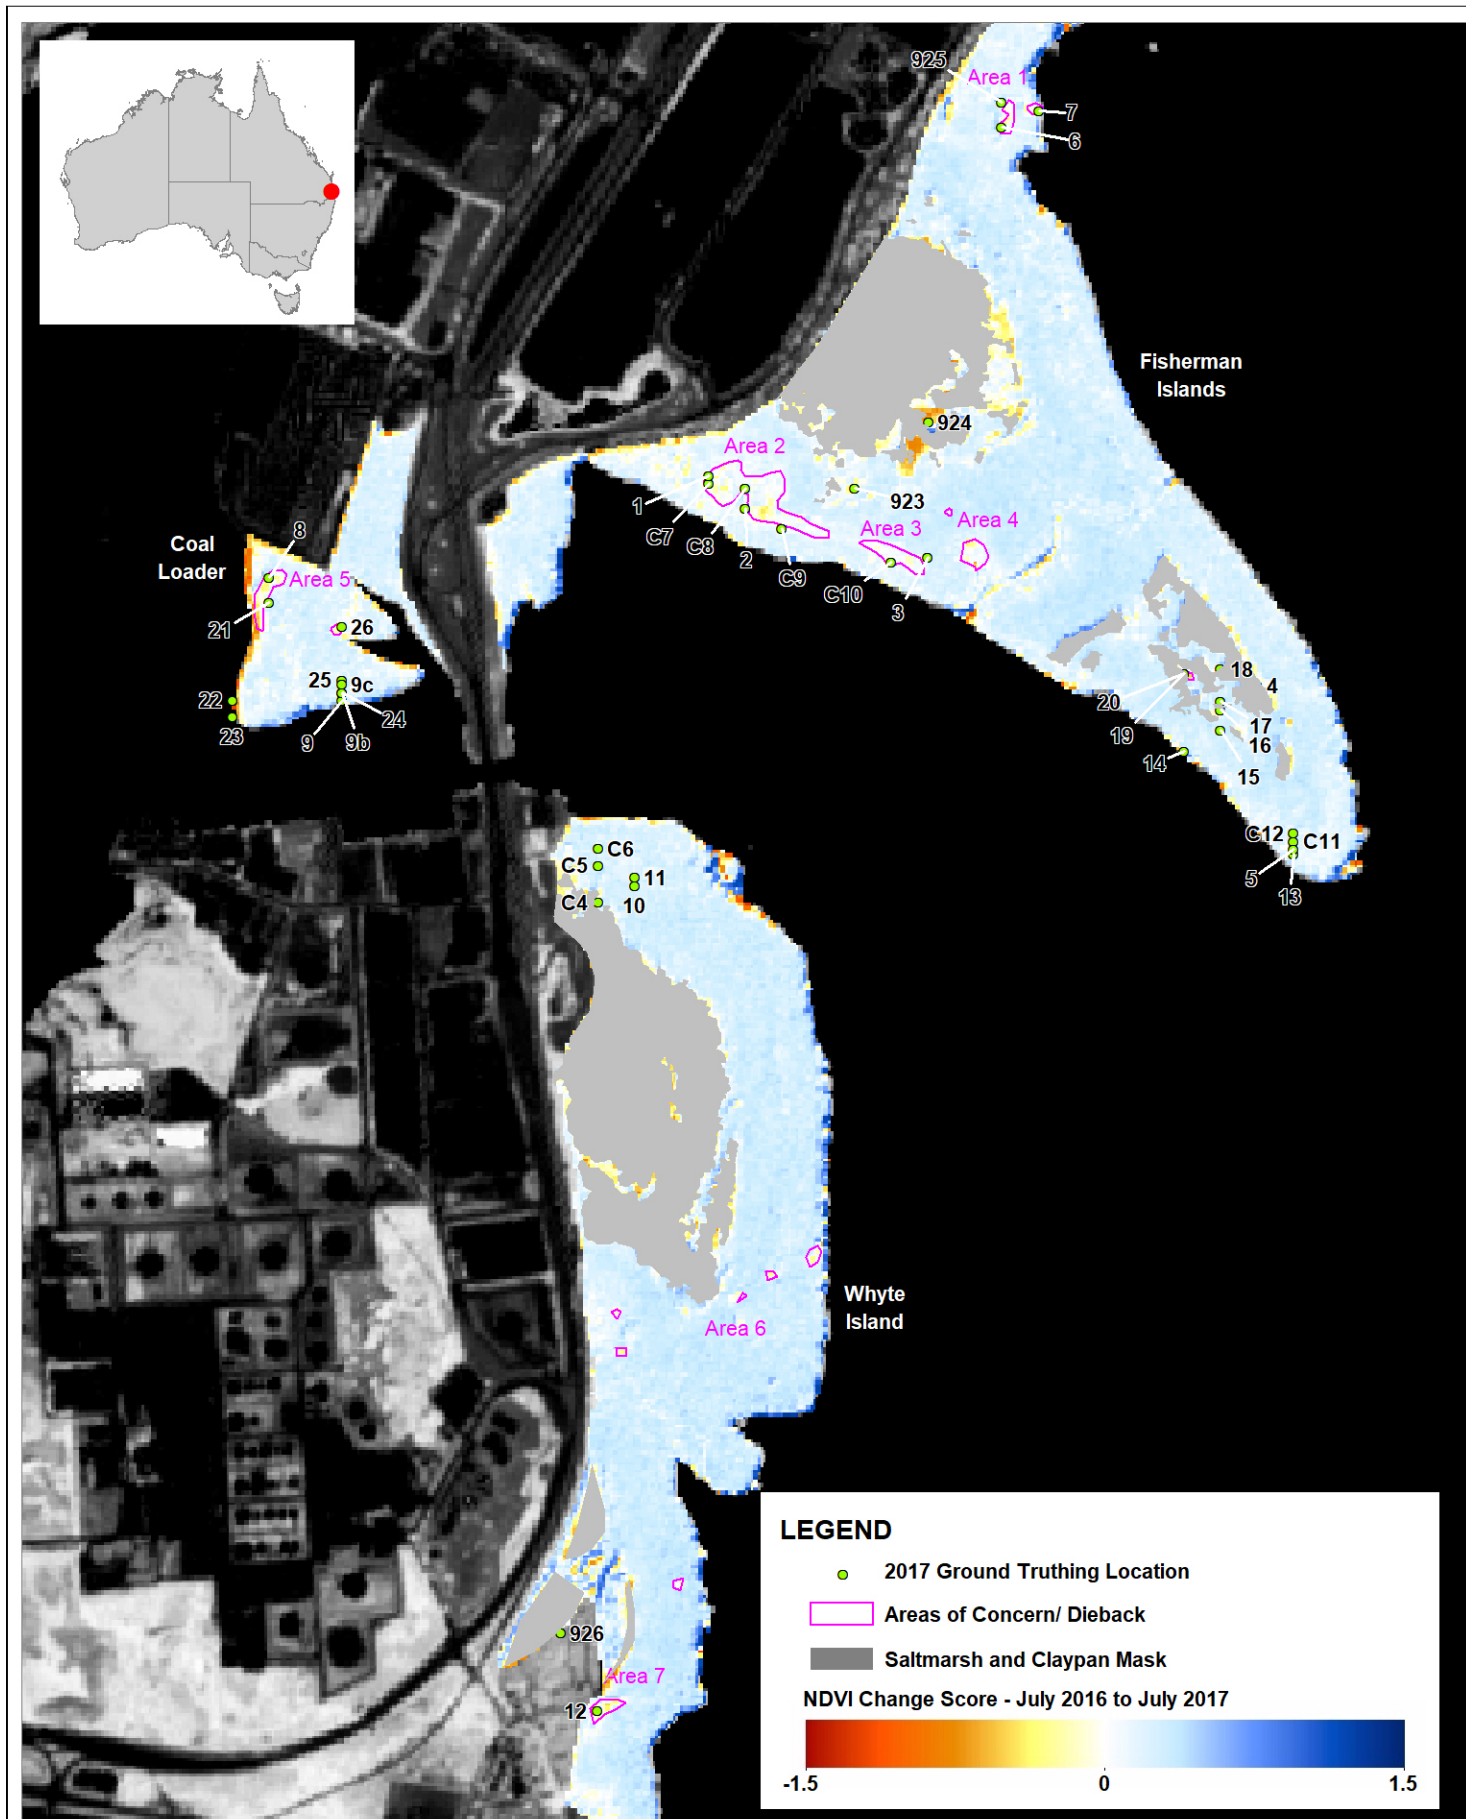 925
Area 1
7
6
Fisherman
Islands
924
Area 2
923
1
C7
C8
2
C9
Area 3
Area 4
C10
3
Coal
Loader
8
Area 5
21
26
25
9c
22
24
23
9
9b
18
4
20
17
19
16
14
15
C12
C11
5
13
C6
C5
11
C4
10
Whyte
Island
Area 6
926
Area 7
12
LEGEND
2017 Ground Truthing Location
Areas of Concern/ Dieback
Saltmarsh and Claypan Mask
NDVI Change Score - July 2016 to July 2017
-1.5
0
1.5